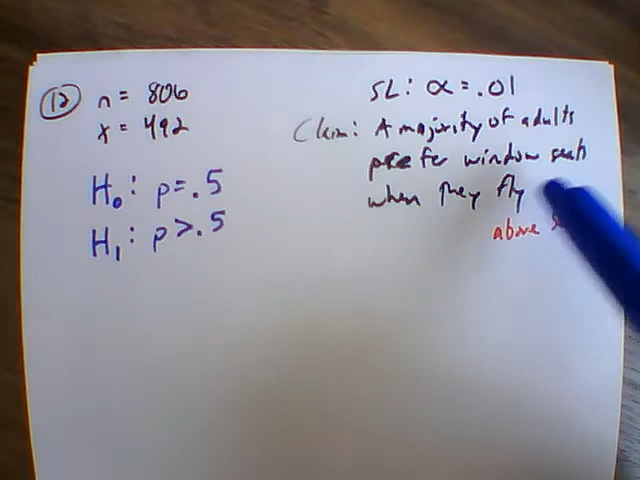 12
n = 806
x = 492
H₀: p = .5
H₁: p > .5
SL: α = .01
Claim: A majority of adults
prefer window seats
when they fly
above